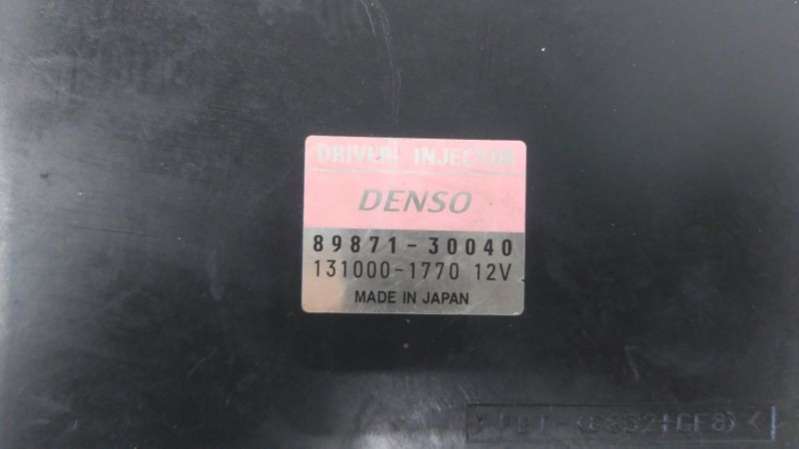 DRIVER- INJECTOR
DENSO
89871-30040
131000-1770 12V
MADE IN JAPAN